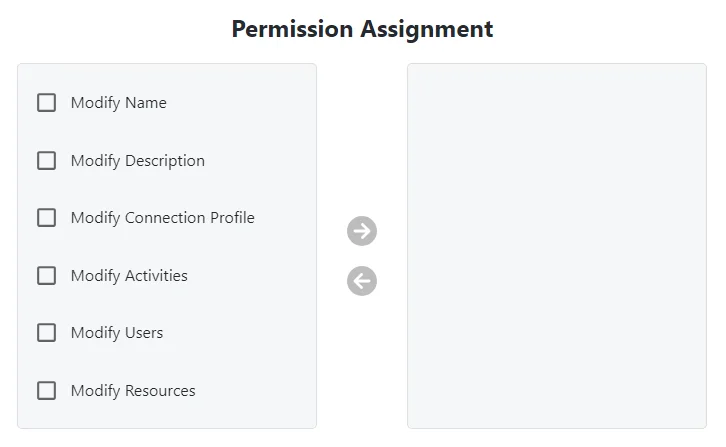 Permission Assignment
Modify Name
Modify Description
Modify Connection Profile
Modify Activities
Modify Users
Modify Resources